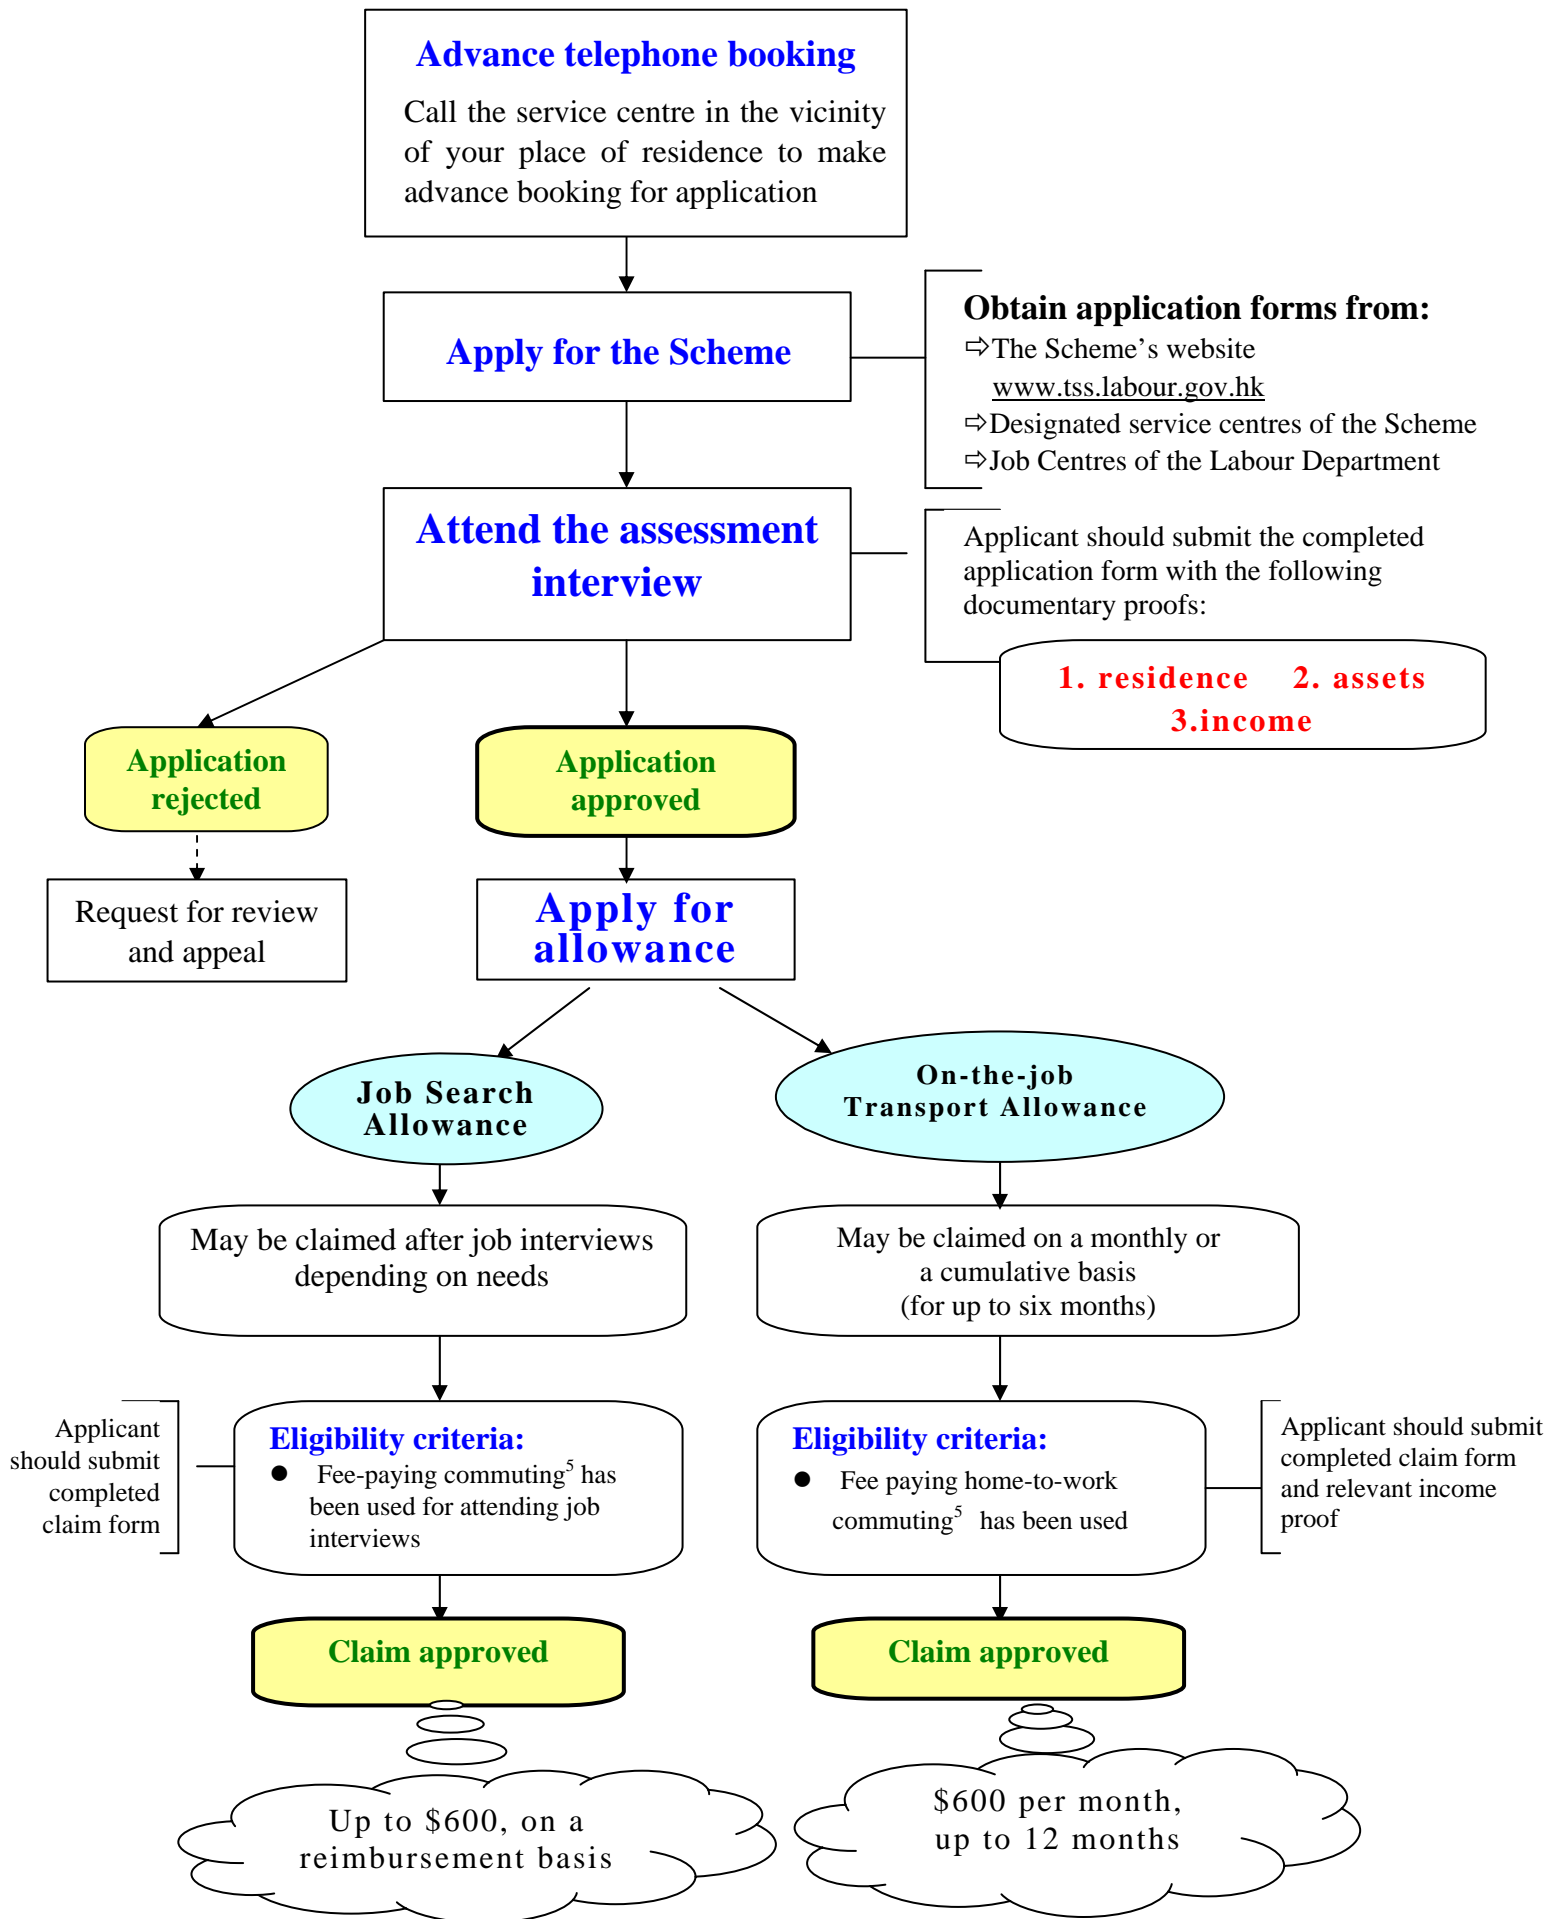 Advance telephone booking
Call the service centre in the vicinity
of your place of residence to make
advance booking for application
Apply for the Scheme
Obtain application forms from:
⇨The Scheme's website
www.tss.labour.gov.hk
⇨Designated service centres of the Scheme
⇨Job Centres of the Labour Department
Attend the assessment
interview
Applicant should submit the completed
application form with the following
documentary proofs:
1. residence 2. assets
3.income
Application
rejected
Application
approved
Request for review
and appeal
Apply for
allowance
Job Search
Allowance
On-the-job
Transport Allowance
May be claimed after job interviews
depending on needs
May be claimed on a monthly or
a cumulative basis
(for up to six months)
Applicant
should submit
completed
claim form
Eligibility criteria:
● Fee-paying commuting⁵ has
been used for attending job
interviews
Eligibility criteria:
● Fee paying home-to-work
commuting⁵ has been used
Applicant should submit
completed claim form
and relevant income
proof
Claim approved
Claim approved
Up to $600, on a
reimbursement basis
$600 per month,
up to 12 months